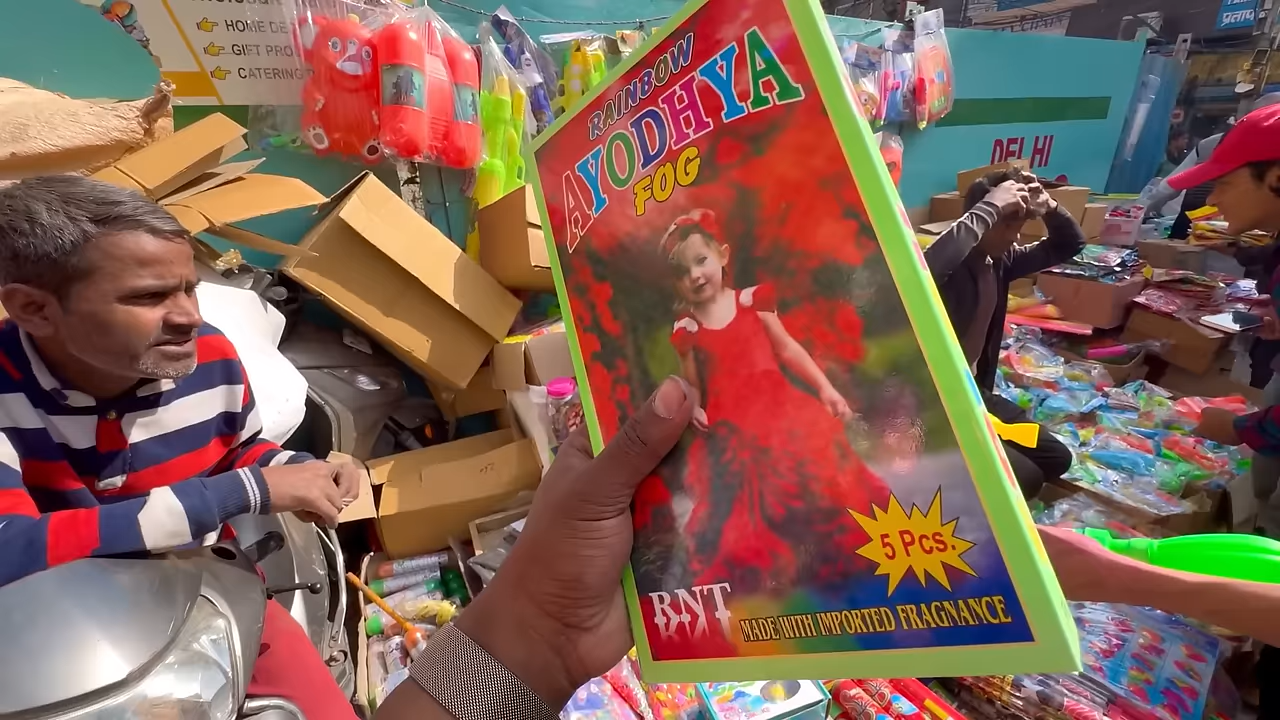 HOME DE
GIFT PRO
CATERING
RAINBOW
AYODHYA
FOG
5 Pcs.
RNT
MADE WITH IMPORTED FRAGNANCE
DELHI